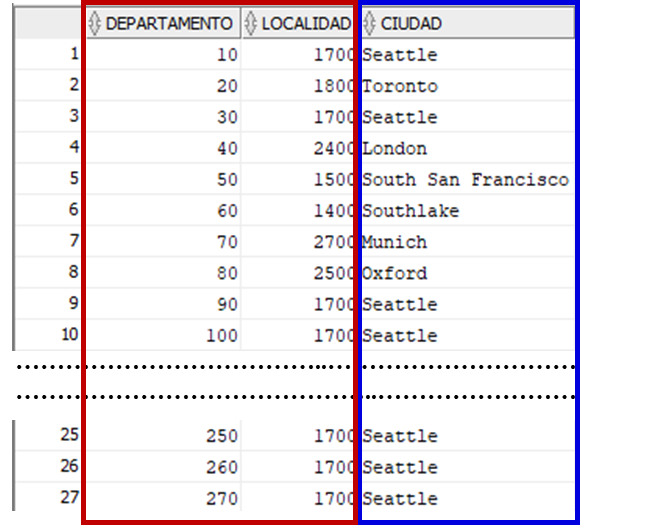 DEPARTAMENTO LOCALIDAD CIUDAD
1 10 1700 Seattle
2 20 1800 Toronto
3 30 1700 Seattle
4 40 2400 London
5 50 1500 South San Francisco
6 60 1400 Southlake
7 70 2700 Munich
8 80 2500 Oxford
9 90 1700 Seattle
10 100 1700 Seattle
25 250 1700 Seattle
26 260 1700 Seattle
27 270 1700 Seattle